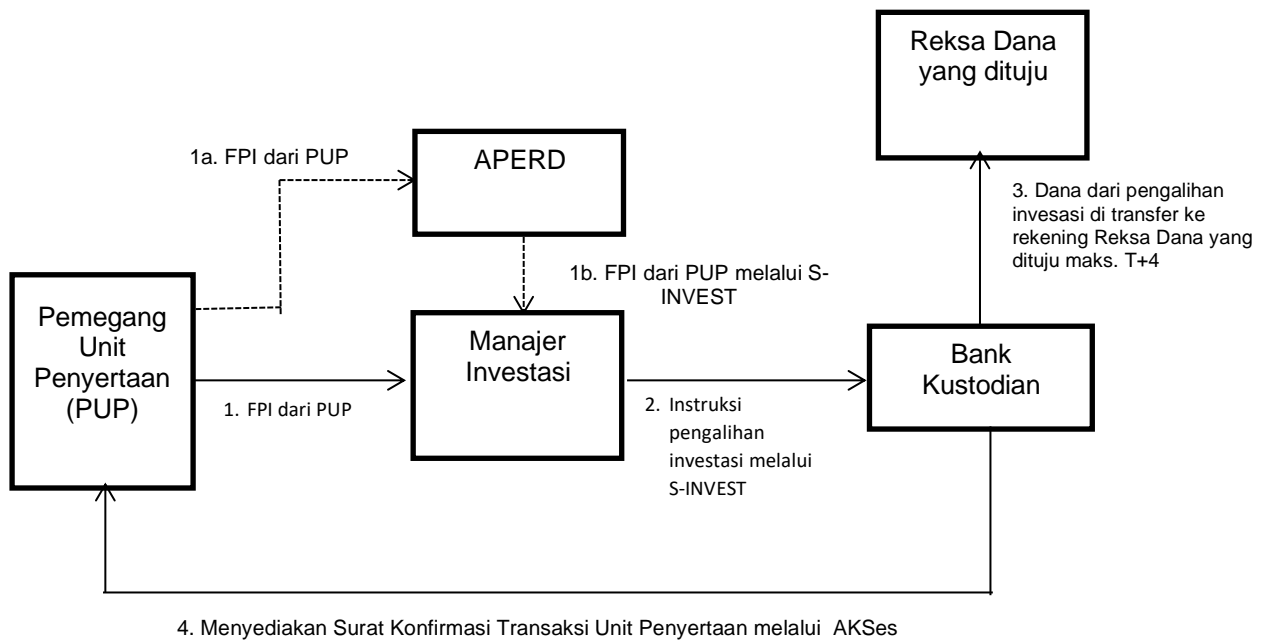 Reksa Dana
yang dituju
1a. FPI dari PUP
APERD
3. Dana dari pengalihan
invesasi di transfer ke
rekening Reksa Dana yang
dituju maks. T+4
1b. FPI dari PUP melalui S-
INVEST
Pemegang
Unit
Penyertaan
(PUP)
Manajer
Investasi
Bank
Kustodian
1. FPI dari PUP
2. Instruksi
pengalihan
investasi melalui
S-INVEST
4. Menyediakan Surat Konfirmasi Transaksi Unit Penyertaan melalui AKSes